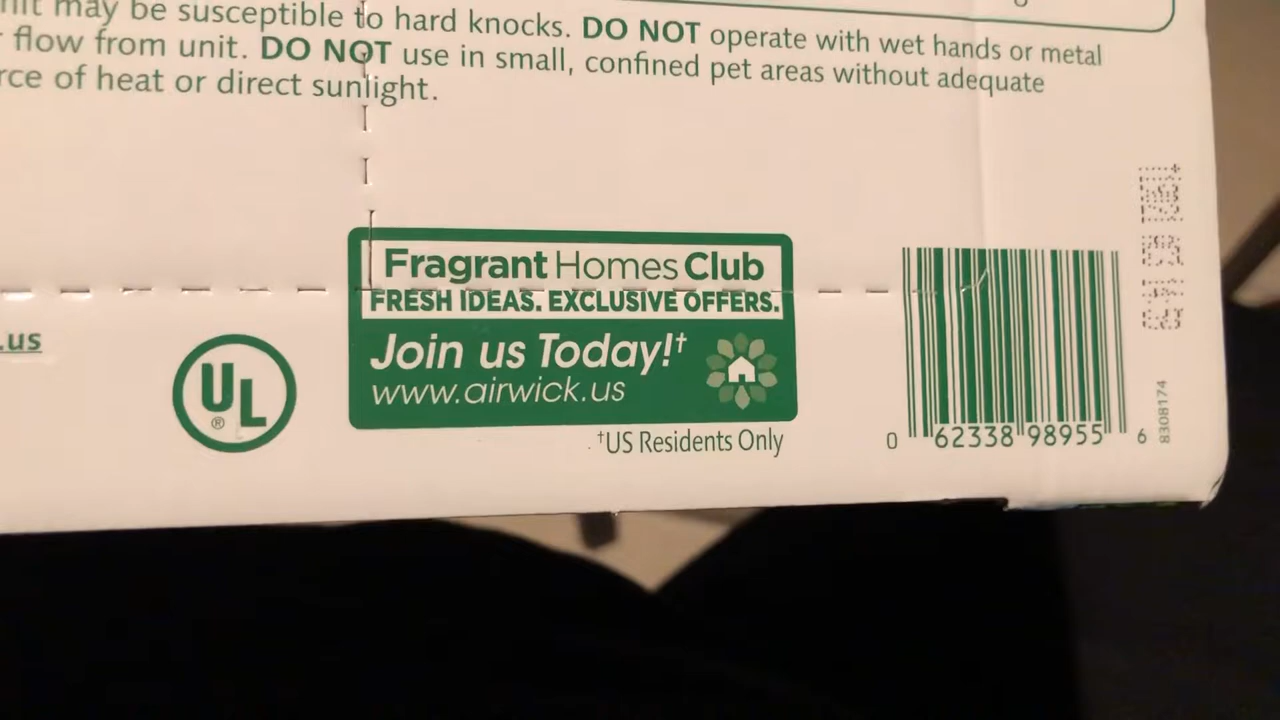 may be susceptible to hard knocks. DO NOT operate with wet hands or metal
flow from unit. DO NOT use in small, confined pet areas without adequate
of heat or direct sunlight.
Fragrant Homes Club
FRESH IDEAS. EXCLUSIVE OFFERS.
Join us Today!†
www.airwick.us
†US Residents Only
.us
UL
®
0 62338 98955 6
8308174